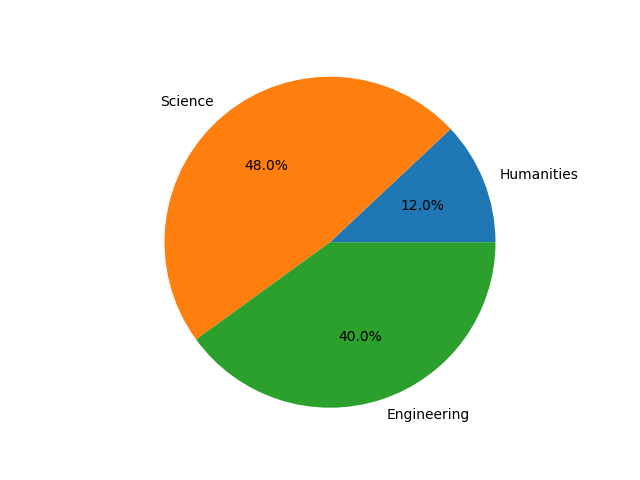 Science
48.0%
Humanities
12.0%
40.0%
Engineering